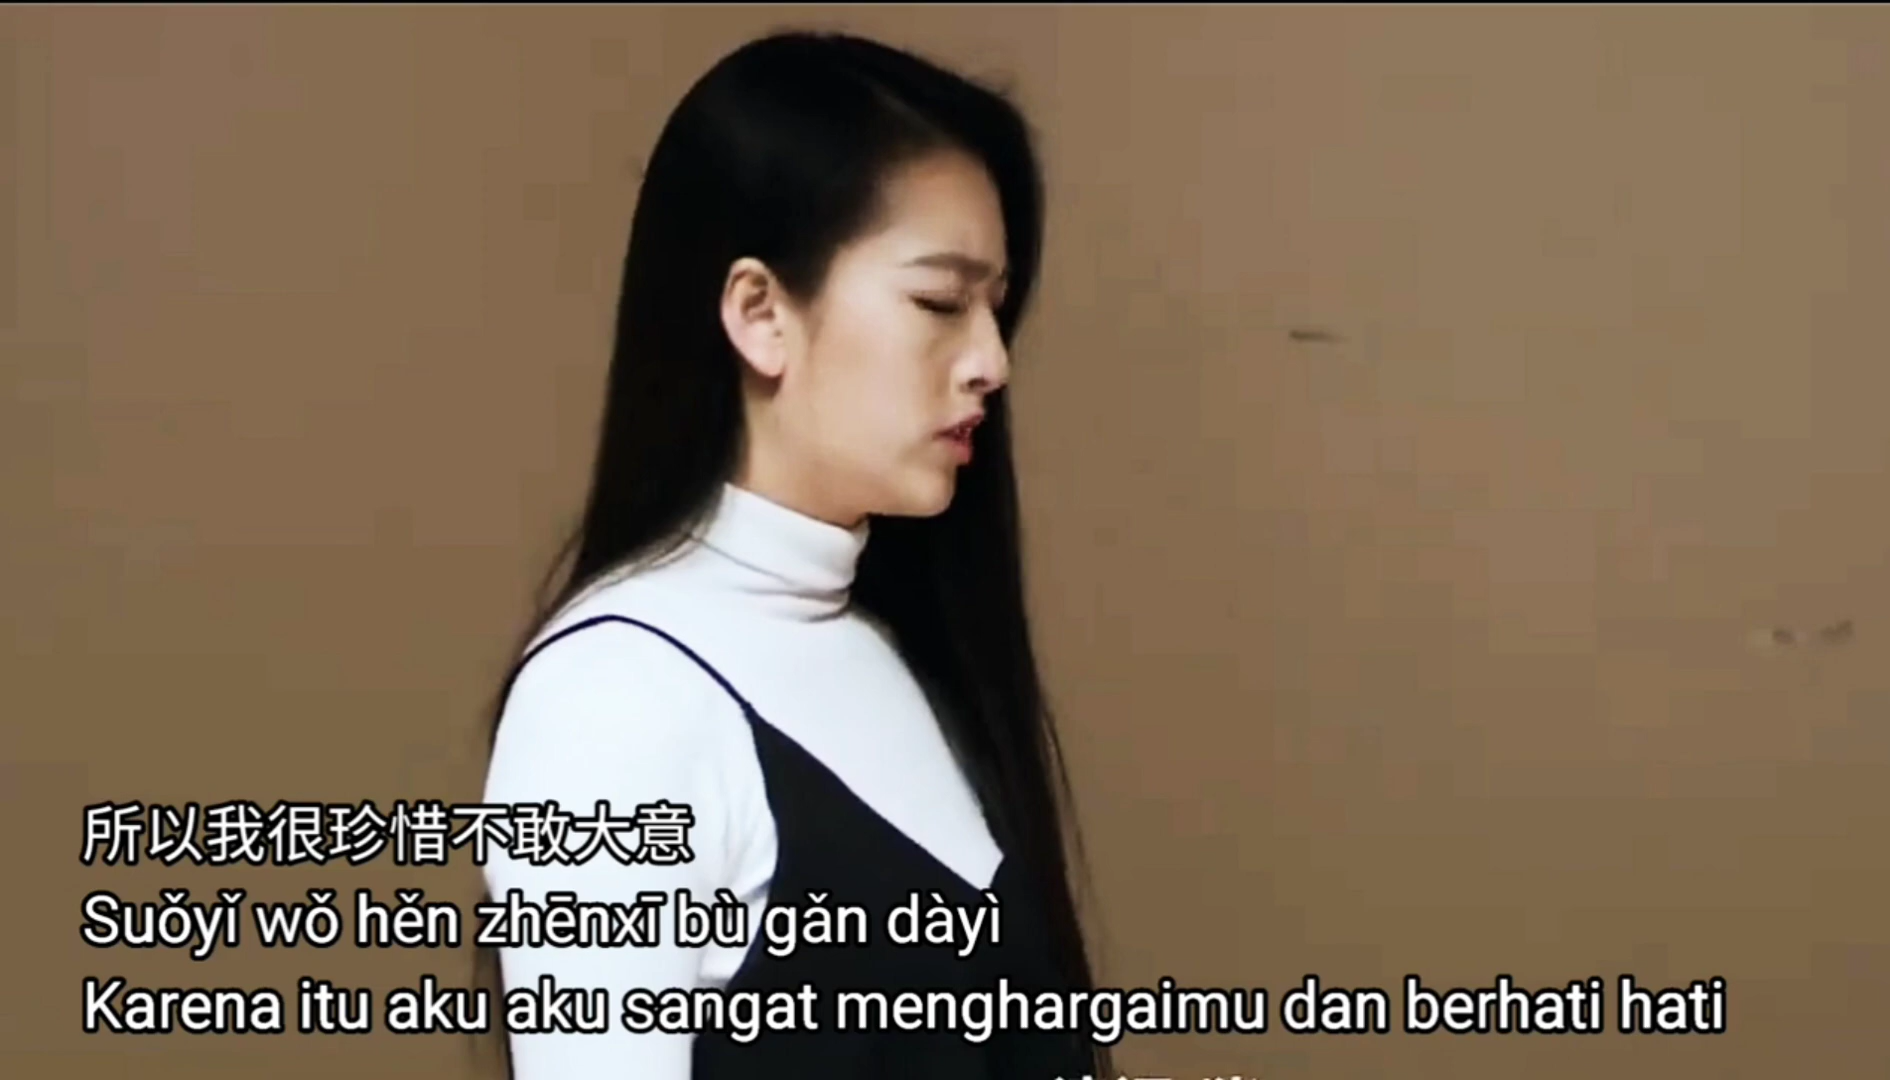 所以我很珍惜不敢大意
Suǒyǐ wǒ hěn zhēnxī bù gǎn dàyì
Karena itu aku aku sangat menghargaimu dan berhati hati